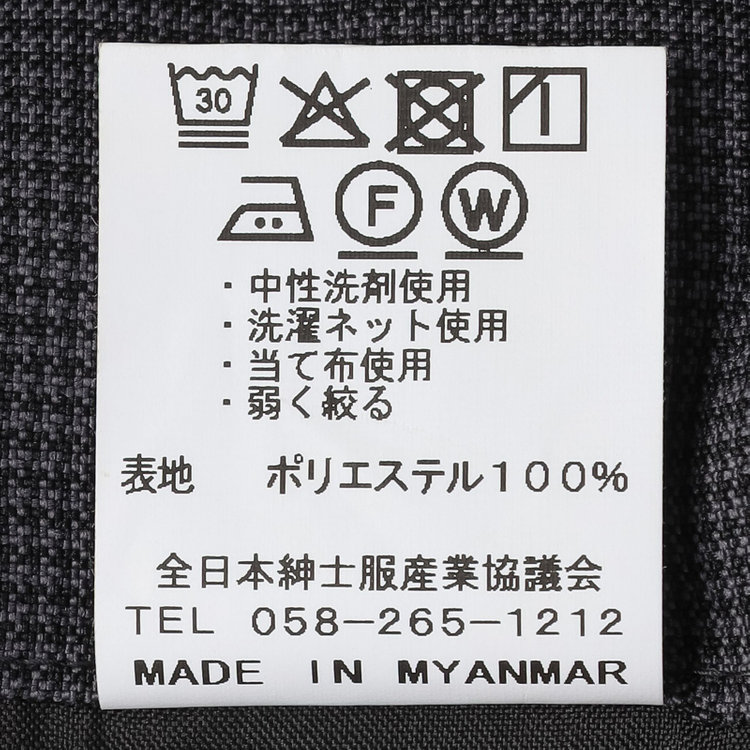 30
F W
・中性洗剤使用
・洗濯ネット使用
・当て布使用
・弱く絞る
表地 ポリエステル100%
全日本紳士服産業協議会
TEL 058-265-1212
MADE IN MYANMAR